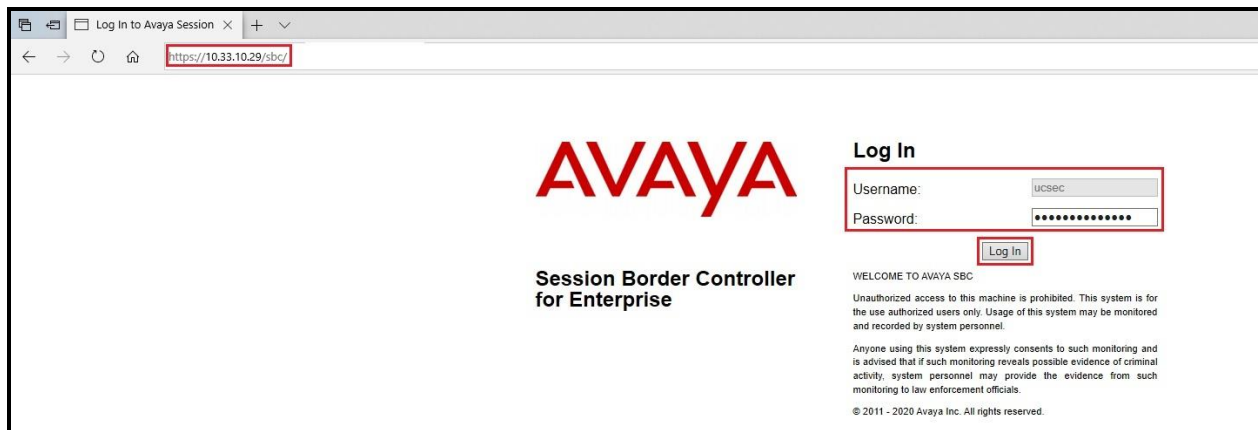 Log In to Avaya Session
https://10.33.10.29/sbc/
AVAYA
Session Border Controller
for Enterprise
Log In
Username:
ucsec
Password:
••••••••••••••
Log In
WELCOME TO AVAYA SBC
Unauthorized access to this machine is prohibited. This system is for
the use authorized users only. Usage of this system may be monitored
and recorded by system personnel.
Anyone using this system expressly consents to such monitoring and
is advised that if such monitoring reveals possible evidence of criminal
activity, system personnel may provide the evidence from such
monitoring to law enforcement officials.
© 2011 - 2020 Avaya Inc. All rights reserved.